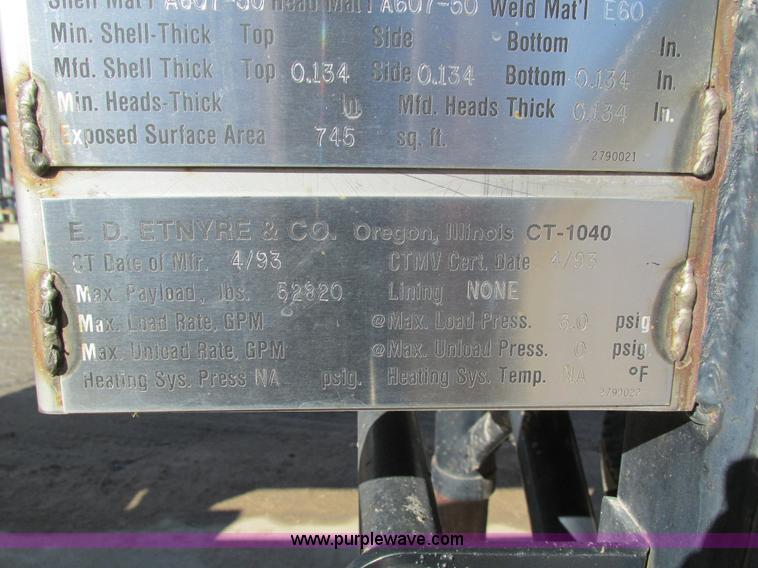 Shell Mat'l A607-50 Head Mat'l A607-50 Weld Mat'l E60
Min. Shell-Thick Top Side Bottom In.
Mfd. Shell Thick Top 0.134 Side 0.134 Bottom 0.134 In.
Min. Heads-Thick In Mfd. Heads Thick 0.134 In.
Exposed Surface Area 745 sq. ft.
2790021
E. D. ETNYRE & CO. Oregon, Illinois CT-1040
CT Date of Mfr. 4/93 CTMV Cert. Date 4/93
Max. Payload, lbs. 52920 Lining NONE
Max. Load Rate, GPM @Max. Load Press. 3.0 psig.
Max. Unload Rate, GPM @Max. Unload Press. 0 psig.
Heating Sys. Press NA psig. Heating Sys. Temp. NA °F
2790022
www.purplewave.com